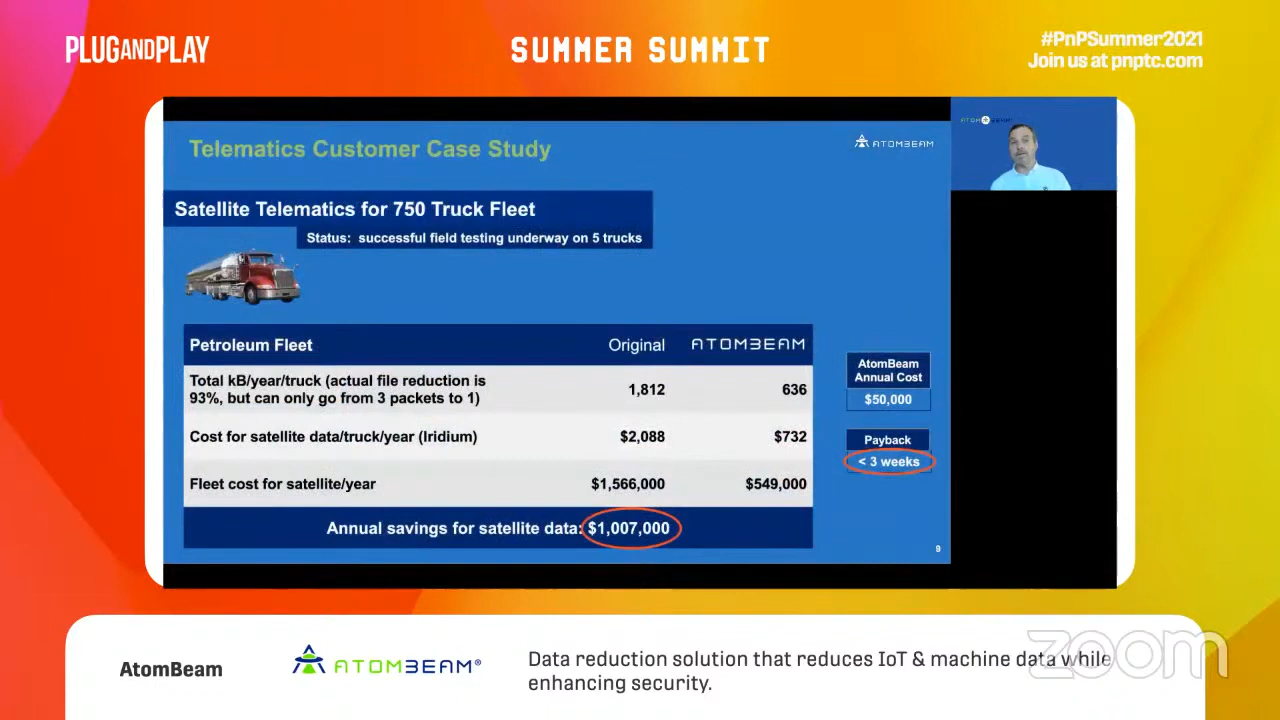 PLUGANDPLAY
SUMMER SUMMIT
#PnPSummer2021
Join us at pnptc.com
Telematics Customer Case Study
ATOMBEAM
ATOMBEAM
Satellite Telematics for 750 Truck Fleet
Status: successful field testing underway on 5 trucks
Petroleum Fleet Original ATOMBEAM
Total kB/year/truck (actual file reduction is
93%, but can only go from 3 packets to 1) 1,812 636
Cost for satellite data/truck/year (Iridium) $2,088 $732
Fleet cost for satellite/year $1,566,000 $549,000
Annual savings for satellite data: $1,007,000
AtomBeam
Annual Cost
$50,000
Payback
< 3 weeks
9
AtomBeam
ATOMBEAM®
Data reduction solution that reduces IoT & machine data while
enhancing security.
zoom